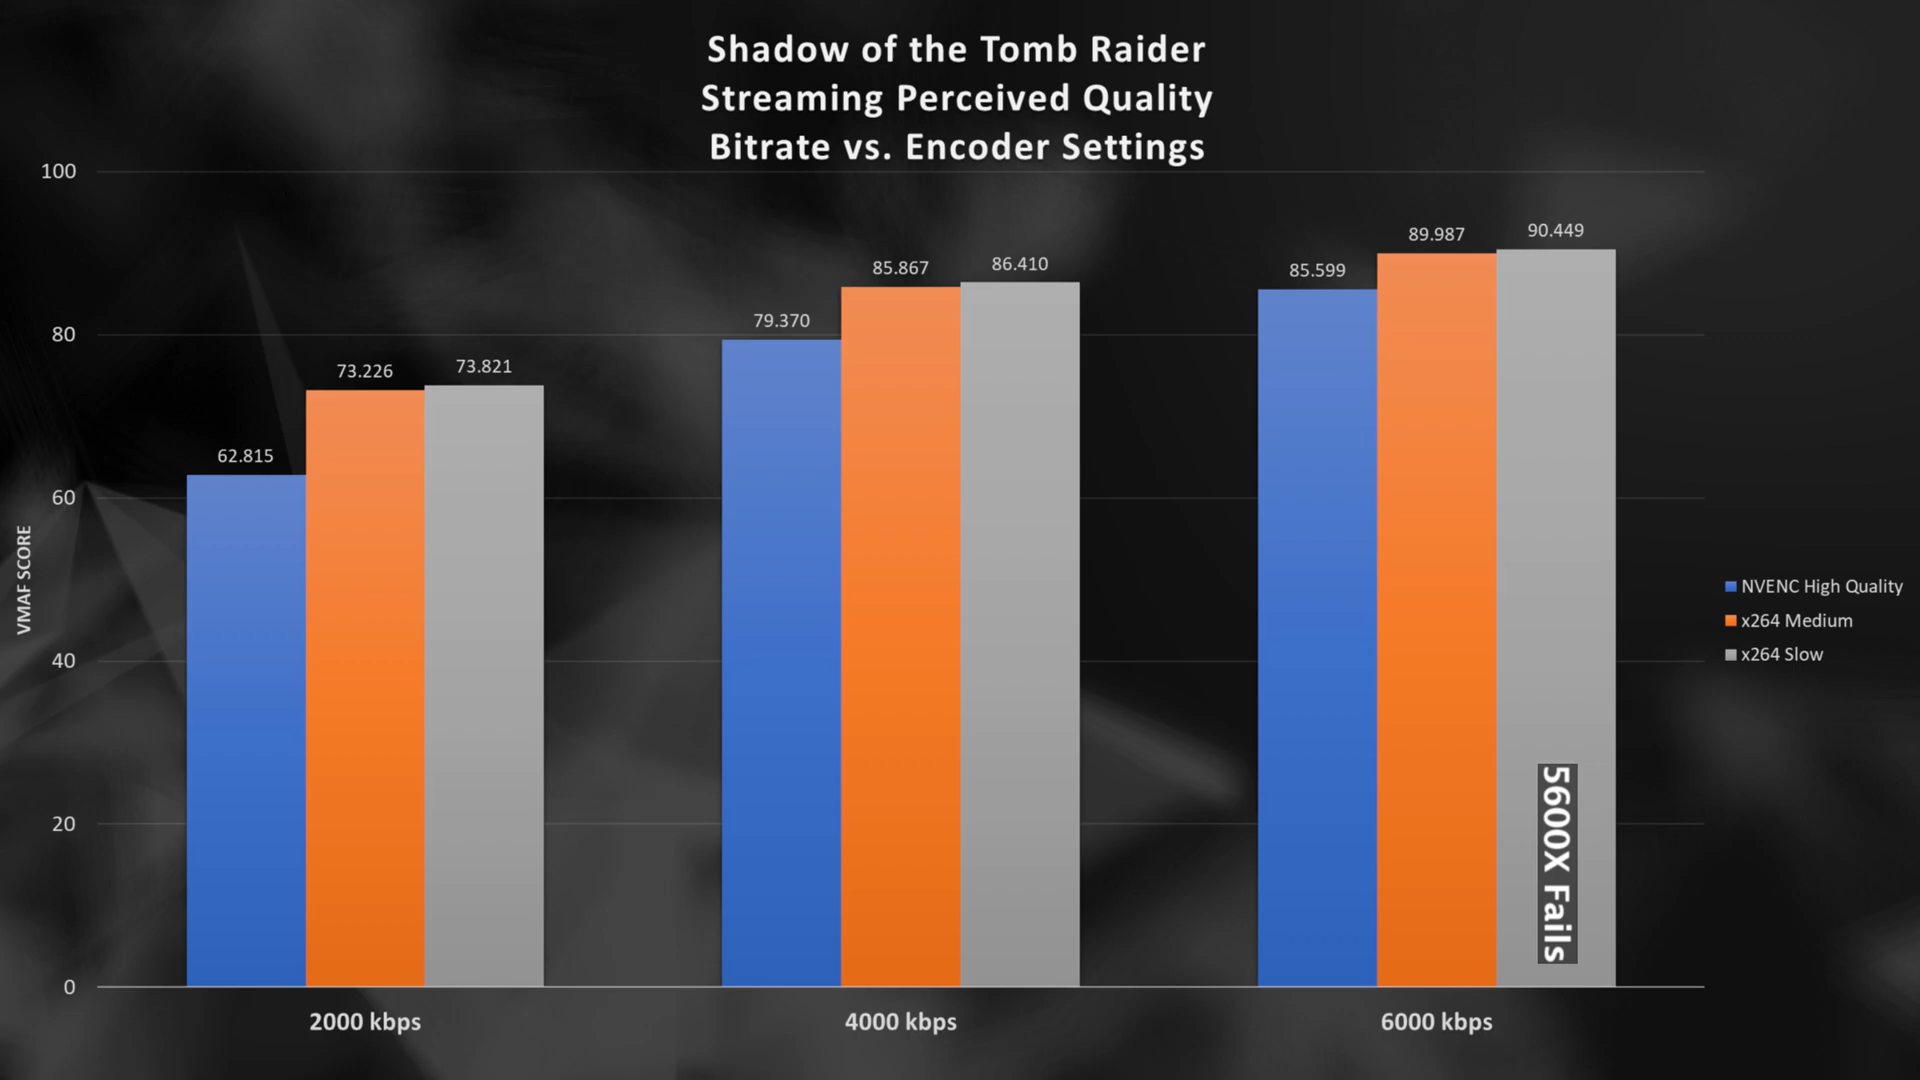 Shadow of the Tomb Raider
Streaming Perceived Quality
Bitrate vs. Encoder Settings
VMAF SCORE
100
80
60
40
20
0
62.815
73.226
73.821
79.370
85.867
86.410
85.599
89.987
90.449
5600X Fails
2000 kbps
4000 kbps
6000 kbps
NVENC High Quality
x264 Medium
x264 Slow